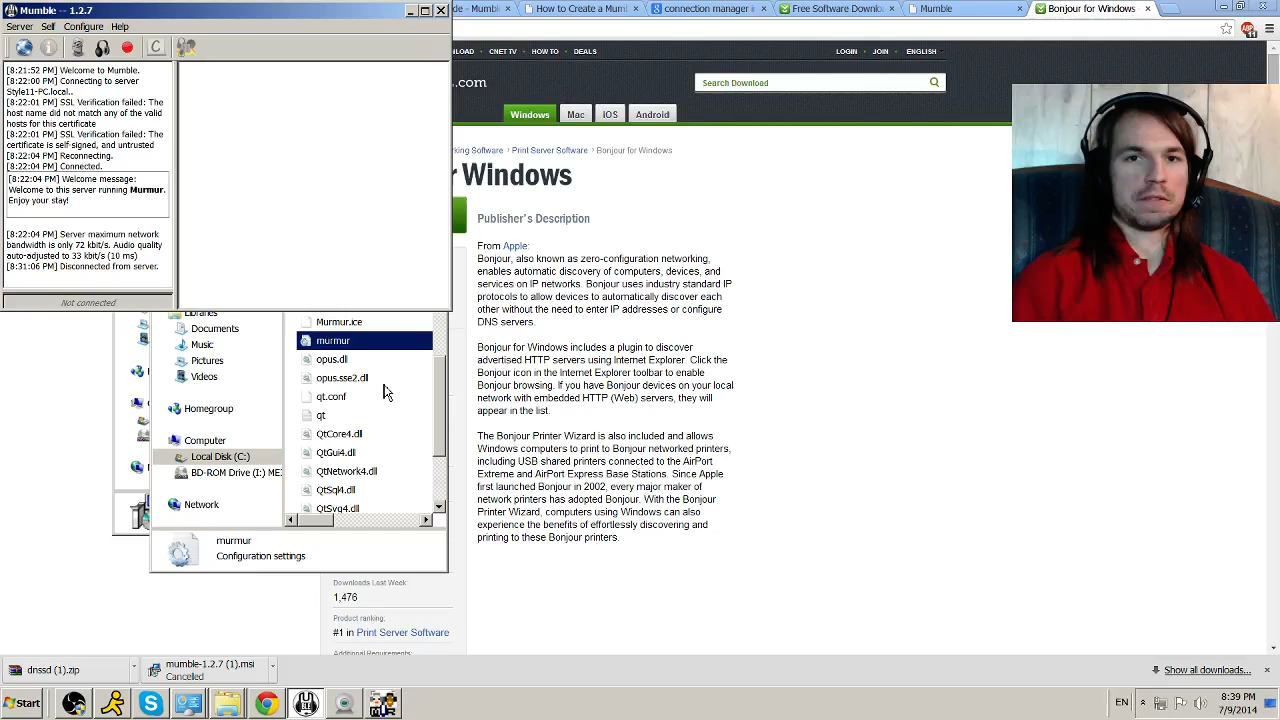 Mumble -- 1.2.7
de - Mumbl
How to Create a Mumbl
connection manager i
Free Software Downlo
Mumble
Bonjour for Windows
Server Self Configure Help
11
LOAD CNET TV HOW TO DEALS
LOGIN JOIN ENGLISH
[8:21:52 PM] Welcome to Mumble.
[8:22:00 PM] Connecting to server
Style11-PC.local..
[8:22:01 PM] SSL Verification failed: The
host name did not match any of the valid
hosts for this certificate
[8:22:01 PM] SSL Verification failed: The
certificate is self-signed, and untrusted
[8:22:04 PM] Reconnecting.
[8:22:04 PM] Connected.
[8:22:04 PM] Welcome message:
Welcome to this server running Murmur.
Enjoy your stay!
[8:22:04 PM] Server maximum network
bandwidth is only 72 kbit/s. Audio quality
auto-adjusted to 33 kbit/s (10 ms)
[8:31:06 PM] Disconnected from server.
Not connected
.com
Search Download
Windows Mac IOS Android
king Software Print Server Software Bonjour for Windows
r Windows
Publisher's Description
From Apple:
Bonjour, also known as zero-configuration networking,
enables automatic discovery of computers, devices, and
services on IP networks. Bonjour uses industry standard IP
protocols to allow devices to automatically discover each
other without the need to enter IP addresses or configure
DNS servers.
Bonjour for Windows includes a plugin to discover
advertised HTTP servers using Internet Explorer. Click the
Bonjour icon in the Internet Explorer toolbar to enable
Bonjour browsing. If you have Bonjour devices on your local
network with embedded HTTP (Web) servers, they will
appear in the list.
The Bonjour Printer Wizard is also included and allows
Windows computers to print to Bonjour networked printers,
including USB shared printers connected to the AirPort
Extreme and AirPort Express Base Stations. Since Apple
first launched Bonjour in 2002, every major maker of
network printers has adopted Bonjour. With the Bonjour
Printer Wizard, computers using Windows can also
experience the benefits of effortlessly discovering and
printing to these Bonjour printers.
Libraries
Documents
Music
Pictures
Videos
Homegroup
Computer
Local Disk (C:)
BD-ROM Drive (I:) ME
Network
Murmur.ice
murmur
opus.dll
opus.sse2.dll
qt.conf
qt
QtCore4.dll
QtGui4.dll
QtNetwork4.dll
QtSql4.dll
QtSvg4.dll
murmur
Configuration settings
Downloads Last Week:
1,476
Product ranking:
#1 in Print Server Software
Additional Requirements:
dnssd (1).zip
mumble-1.2.7 (1).msi
Cancelled
Show all downloads...
Start
EN
8:39 PM
7/9/2014